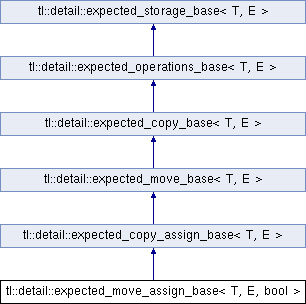 tl::detail::expected_storage_base< T, E >
tl::detail::expected_operations_base< T, E >
tl::detail::expected_copy_base< T, E >
tl::detail::expected_move_base< T, E >
tl::detail::expected_copy_assign_base< T, E >
tl::detail::expected_move_assign_base< T, E, bool >